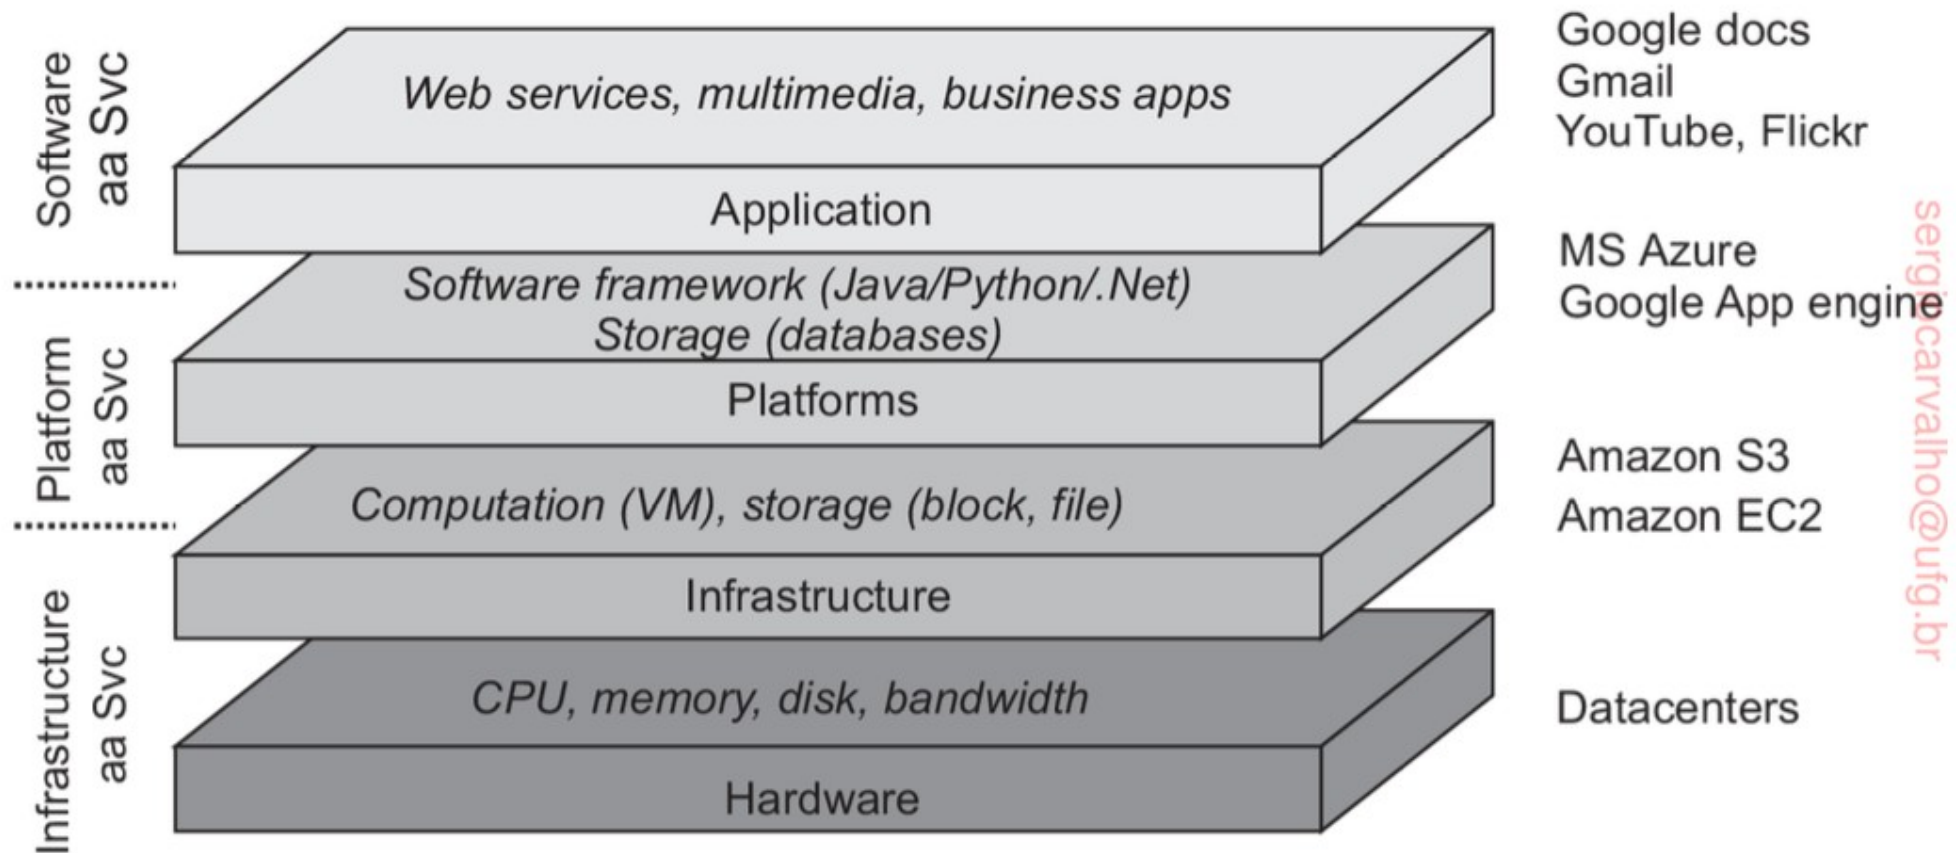 Software
aa Svc
Web services, multimedia, business apps
Application
Google docs
Gmail
YouTube, Flickr
Platform
aa Svc
Software framework (Java/Python/.Net)
Storage (databases)
Platforms
MS Azure
Google App engine
Computation (VM), storage (block, file)
Infrastructure
Amazon S3
Amazon EC2
Infrastructure
aa Svc
CPU, memory, disk, bandwidth
Hardware
Datacenters
sergiocarvalho@ufg.br